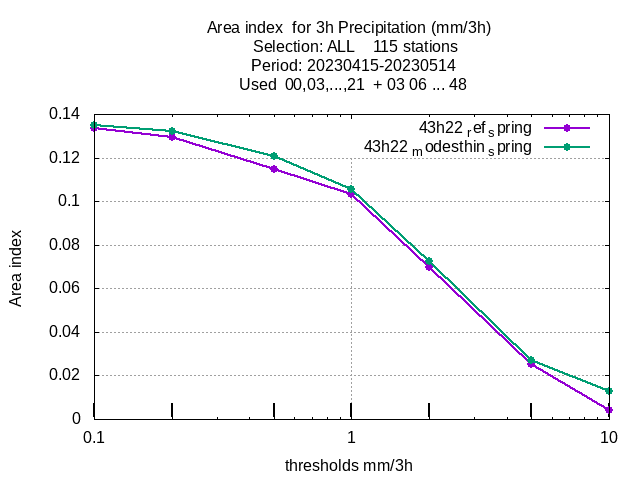 Area index for 3h Precipitation (mm/3h)
Selection: ALL 115 stations
Period: 20230415-20230514
Used 00,03,...,21 + 03 06 ... 48
43h22 ref spring
43h22 modesthin spring
0.14
0.12
0.1
0.08
0.06
0.04
0.02
0
Area index
0.1
1
10
thresholds mm/3h